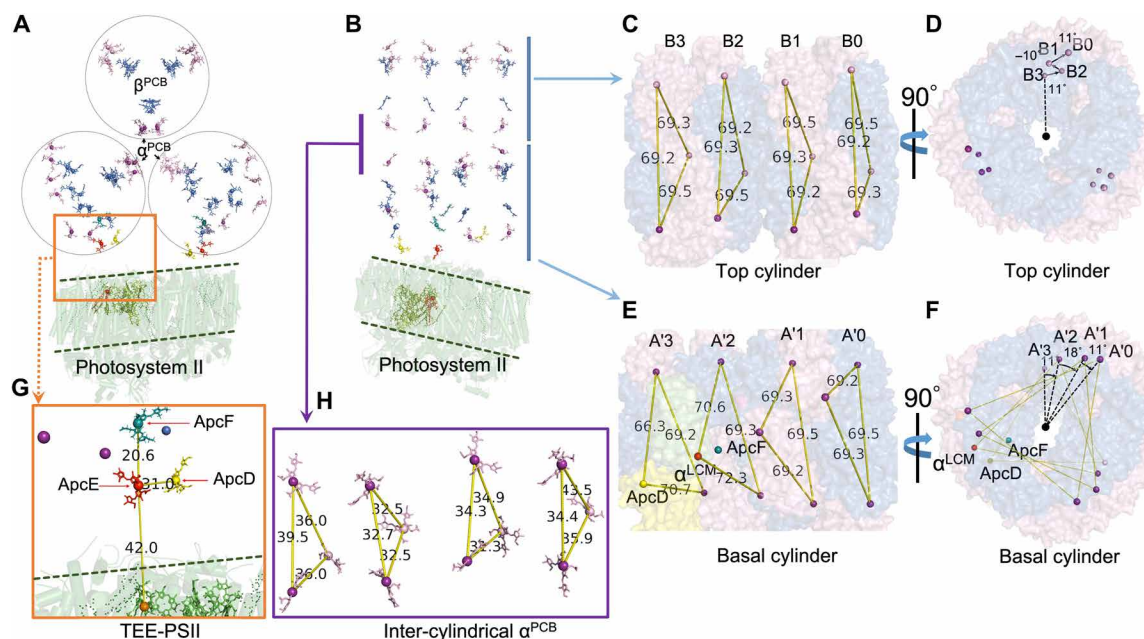 A
β^PCB
α^PCB
Photosystem II
B
Photosystem II
C
B3 B2 B1 B0
69.3 69.2 69.5 69.5
69.2 69.3 69.3 69.2
69.5 69.5 69.2 69.3
Top cylinder
90°
D
11°
-10° B1 B0
B3 B2
11°
Top cylinder
E
A'3 A'2 A'1 A'0
69.2
66.3 70.6 69.3
69.2 69.3 69.5 69.5
ApcF
α^LCM 69.2 69.3
ApcD 70.7 72.3
Basal cylinder
90°
F
A'3 A'2 A'1 A'0
11 18° 11°
ApcF
α^LCM
ApcD
Basal cylinder
G
ApcF
20.6
ApcE 31.0 ApcD
42.0
TEE-PSII
H
36.0 32.5 34.9 43.5
39.5 32.7 34.3 34.4
36.0 32.5 35.9
Inter-cylindrical α^PCB